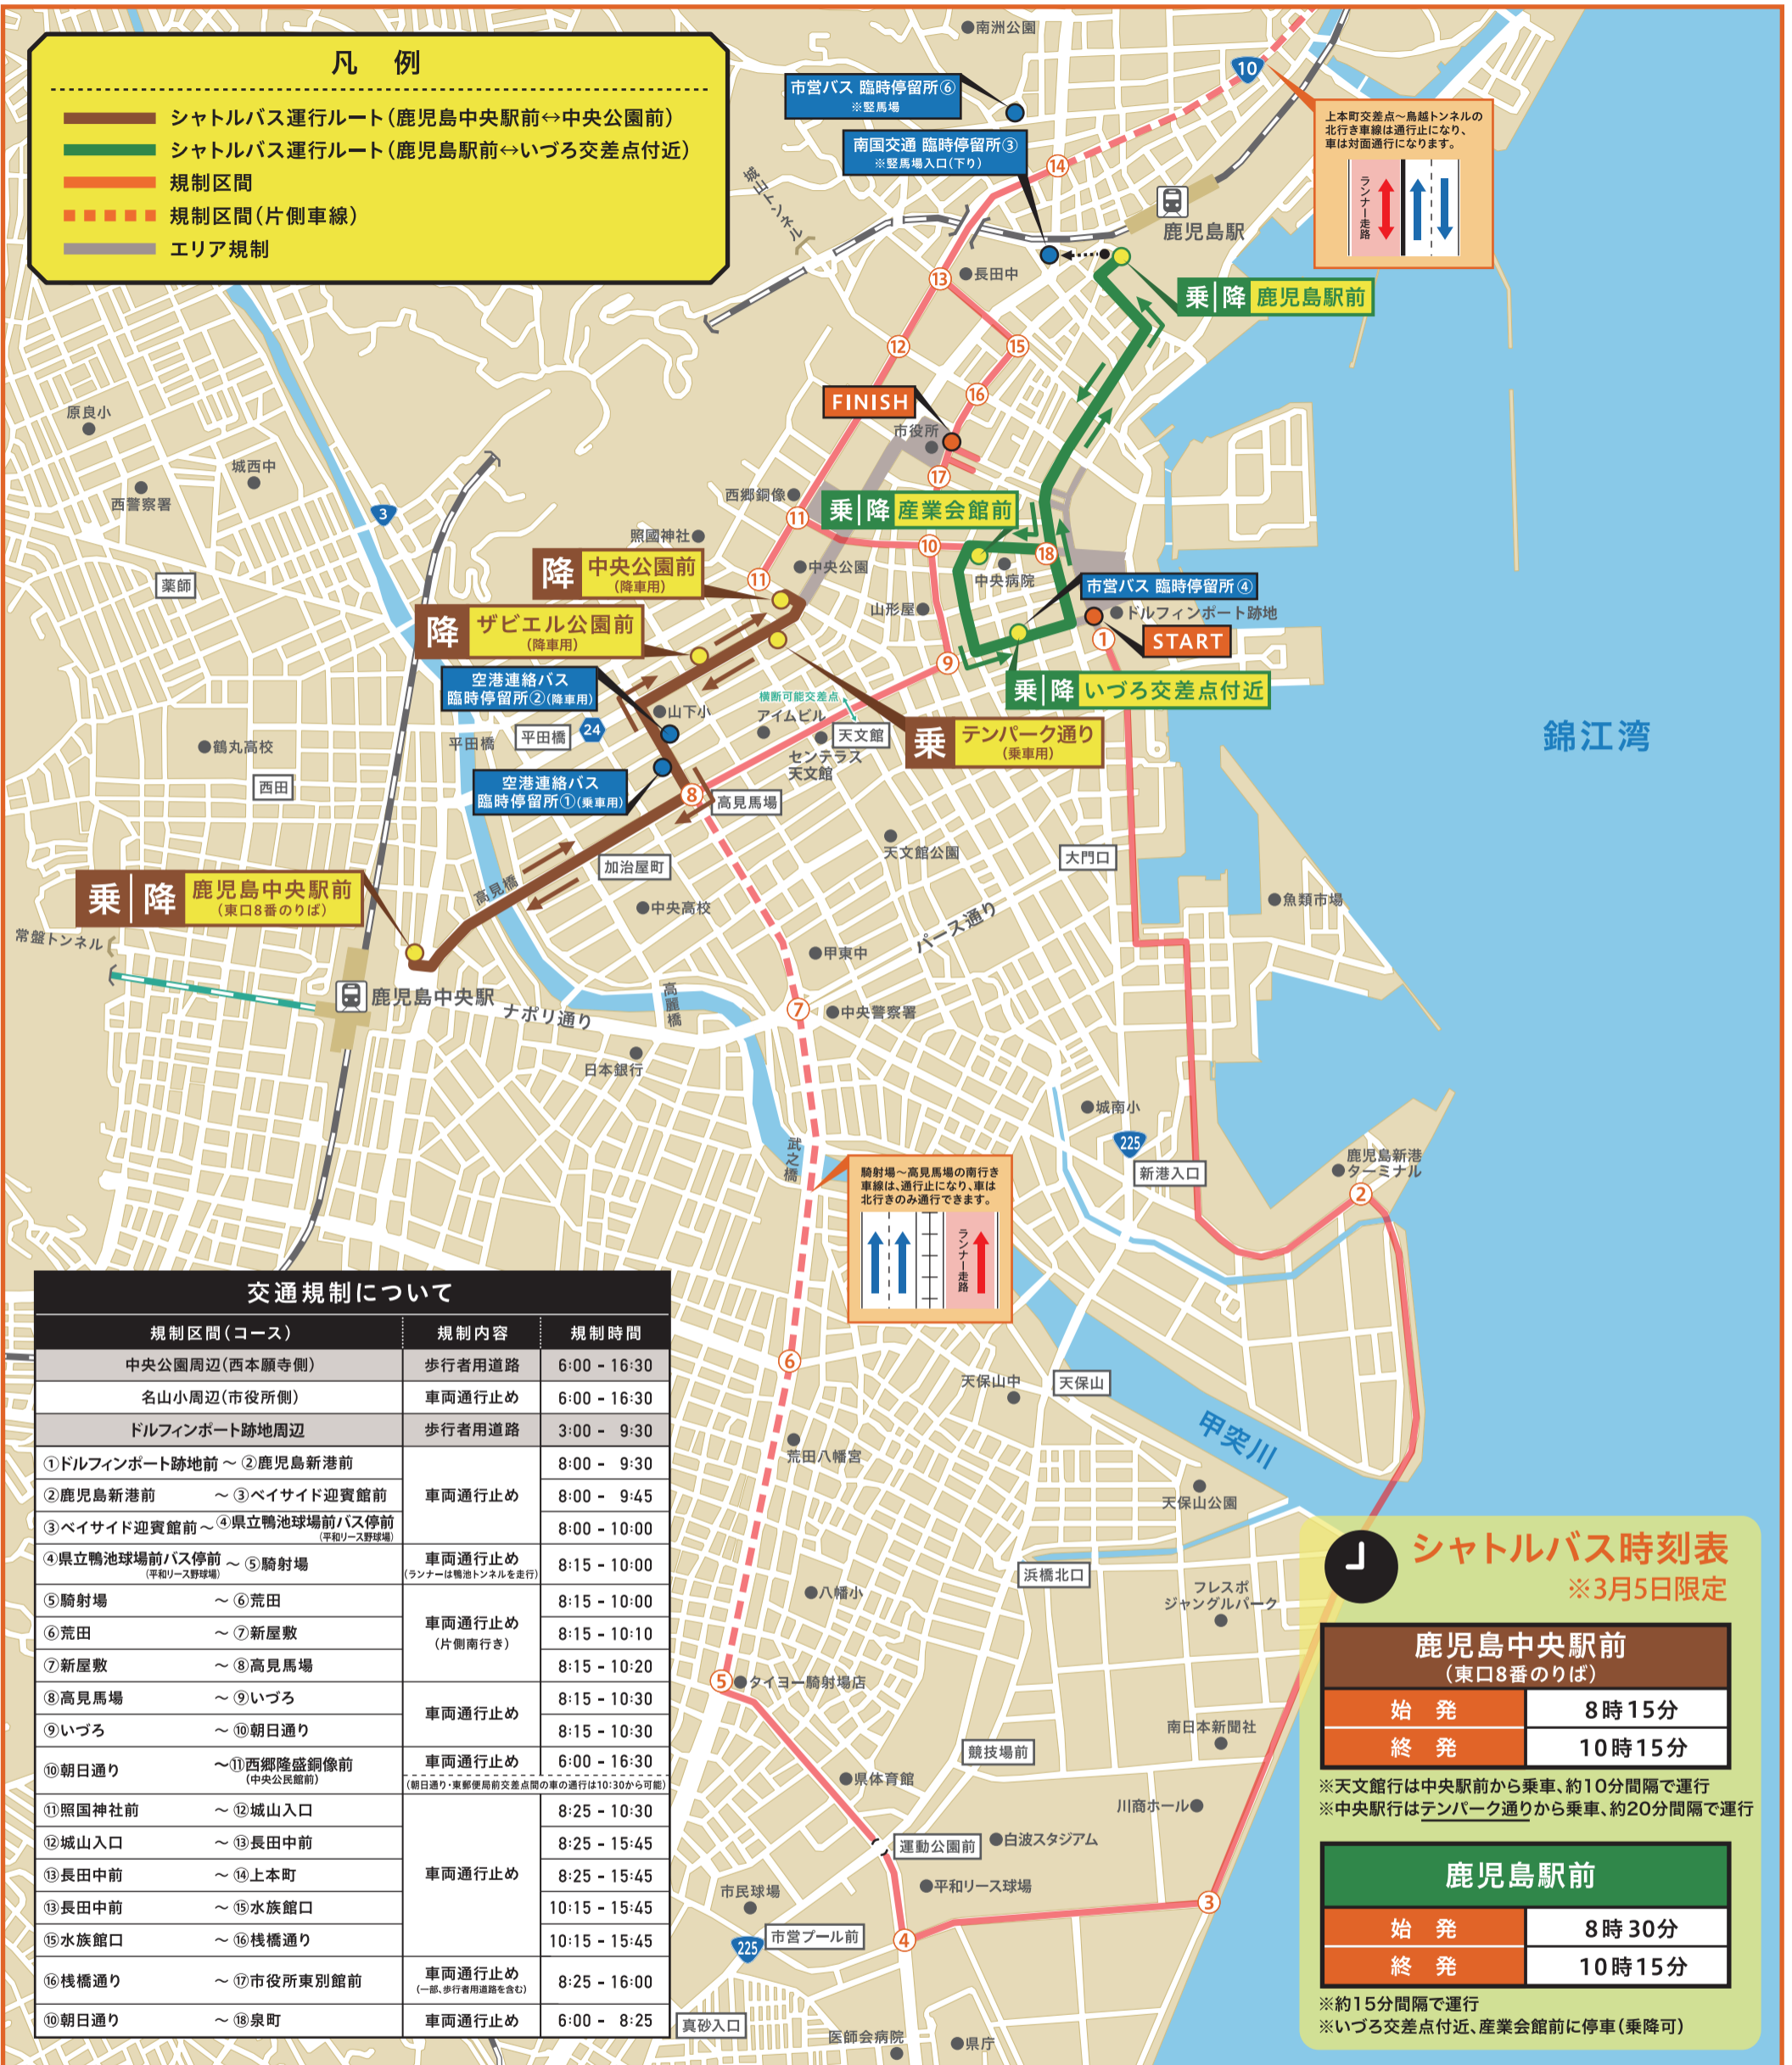 凡 例
シャトルバス運行ルート(鹿児島中央駅前↔中央公園前)
シャトルバス運行ルート(鹿児島駅前↔いづろ交差点付近)
規制区間
規制区間(片側車線)
エリア規制
南洲公園
10
市営バス 臨時停留所⑥
※竪馬場
南国交通 臨時停留所③
※竪馬場入口(下り)
上本町交差点〜鳥越トンネルの
北行き車線は通行止になり、
車は対面通行になります。
ランナー走路
城山トンネル
⑭
鹿児島駅
⑬
長田中
乗|降 鹿児島駅前
⑫
⑮
⑯
FINISH
市役所
⑰
原良小
城西中
西警察署
3
西郷銅像
⑪
乗|降 産業会館前
照國神社
⑩
⑱
降 中央公園前
(降車用)
⑪
中央公園
中央病院
薬師
市営バス 臨時停留所④
山形屋
ドルフィンポート跡地
降 ザビエル公園前
(降車用)
①
START
⑨
空港連絡バス
臨時停留所②(降車用)
乗|降 いづろ交差点付近
横断可能交差点
山下小
アイムビル
24
平田橋
平田橋
天文館
乗 テンパーク通り
(乗車用)
センテラス
天文館
錦江湾
鶴丸高校
西田
空港連絡バス
臨時停留所①(乗車用)
⑧
高見馬場
天文館公園
大門口
加治屋町
乗|降 鹿児島中央駅前
(東口8番のりば)
高見橋
中央高校
魚類市場
パース通り
常盤トンネル
甲東中
鹿児島中央駅
ナポリ通り
高麗橋
⑦
中央警察署
日本銀行
城南小
225
武之橋
新港入口
鹿児島新港
ターミナル
②
騎射場〜高見馬場の南行き
車線は、通行止になり、車は
北行きのみ通行できます。
ランナー走路
⑥
天保山中
天保山
甲突川
荒田八幡宮
天保山公園
浜橋北口
八幡小
フレスポ
ジャングルパーク
⑤
タイヨー騎射場店
南日本新聞社
競技場前
県体育館
川商ホール
運動公園前
白波スタジアム
市民球場
平和リース球場
③
225
市営プール前
④
真砂入口
医師会病院
県庁
交通規制について
規制区間(コース) 規制内容 規制時間
中央公園周辺(西本願寺側) 歩行者用道路 6:00 - 16:30
名山小周辺(市役所側) 車両通行止め 6:00 - 16:30
ドルフィンポート跡地周辺 歩行者用道路 3:00 - 9:30
①ドルフィンポート跡地前 〜 ②鹿児島新港前 8:00 - 9:30
②鹿児島新港前 〜 ③ベイサイド迎賓館前 車両通行止め 8:00 - 9:45
③ベイサイド迎賓館前 〜 ④県立鴨池球場前バス停前 8:00 - 10:00
(平和リース野球場)
④県立鴨池球場前バス停前 〜 ⑤騎射場 車両通行止め 8:15 - 10:00
(平和リース野球場) (ランナーは鴨池トンネルを走行)
⑤騎射場 〜 ⑥荒田 8:15 - 10:00
⑥荒田 〜 ⑦新屋敷 車両通行止め 8:15 - 10:10
(片側南行き)
⑦新屋敷 〜 ⑧高見馬場 8:15 - 10:20
⑧高見馬場 〜 ⑨いづろ 車両通行止め 8:15 - 10:30
⑨いづろ 〜 ⑩朝日通り 8:15 - 10:30
⑩朝日通り 〜 ⑪西郷隆盛銅像前 車両通行止め 6:00 - 16:30
(中央公民館前) (朝日通り・東郵便局前交差点間の車の通行は10:30から可能)
⑪照国神社前 〜 ⑫城山入口 8:25 - 10:30
⑫城山入口 〜 ⑬長田中前 8:25 - 15:45
⑬長田中前 〜 ⑭上本町 車両通行止め 8:25 - 15:45
⑬長田中前 〜 ⑮水族館口 10:15 - 15:45
⑮水族館口 〜 ⑯桟橋通り 10:15 - 15:45
⑯桟橋通り 〜 ⑰市役所東別館前 車両通行止め 8:25 - 16:00
(一部、歩行者用道路を含む)
⑩朝日通り 〜 ⑱泉町 車両通行止め 6:00 - 8:25
シャトルバス時刻表
※3月5日限定
鹿児島中央駅前
(東口8番のりば)
始 発 8時15分
終 発 10時15分
※天文館行は中央駅前から乗車、約10分間隔で運行
※中央駅行はテンパーク通りから乗車、約20分間隔で運行
鹿児島駅前
始 発 8時30分
終 発 10時15分
※約15分間隔で運行
※いづろ交差点付近、産業会館前に停車(乗降可)